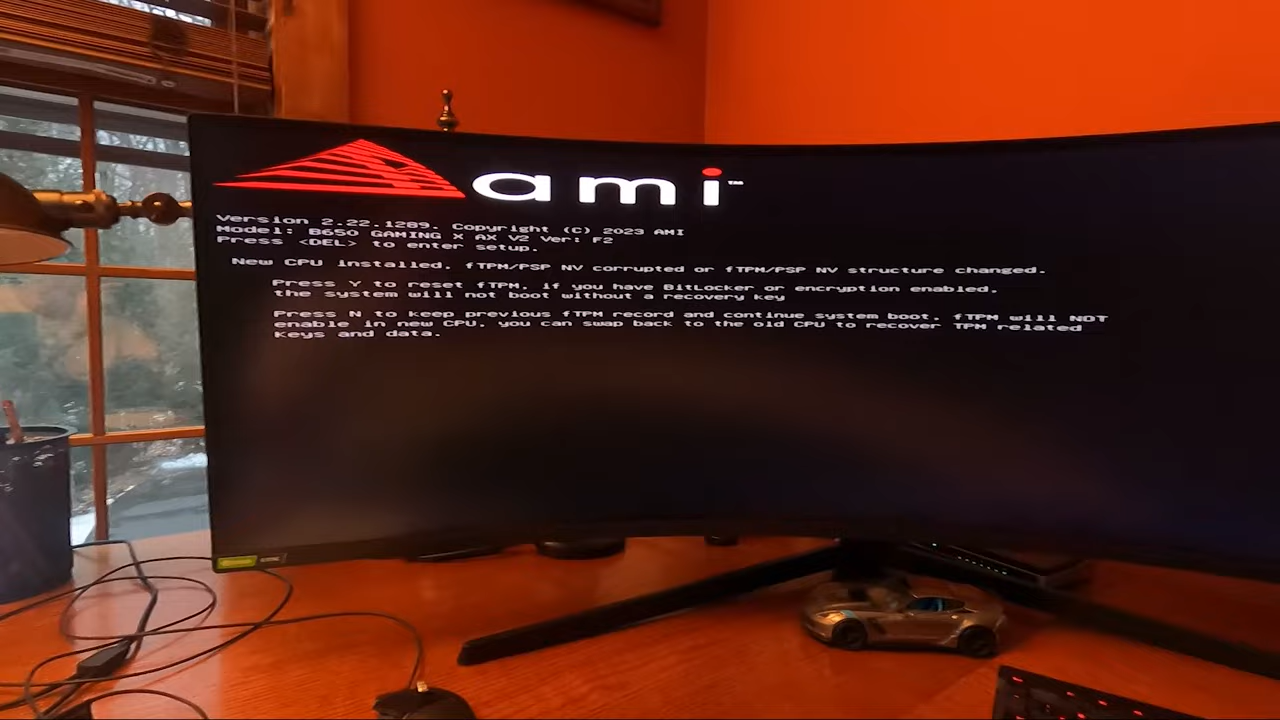 ami™
Version 2.22.1289. Copyright (C) 2023 AMI
Model: B650 GAMING X AX V2 Ver: F2
Press <DEL> to enter setup.
New CPU installed, fTPM/PSP NV corrupted or fTPM/PSP NV structure changed.
Press Y to reset fTPM, if you have BitLocker or encryption enabled,
the system will not boot without a recovery key
Press N to keep previous fTPM record and continue system boot, fTPM will NOT
enable in new CPU, you can swap back to the old CPU to recover TPM related
keys and data.